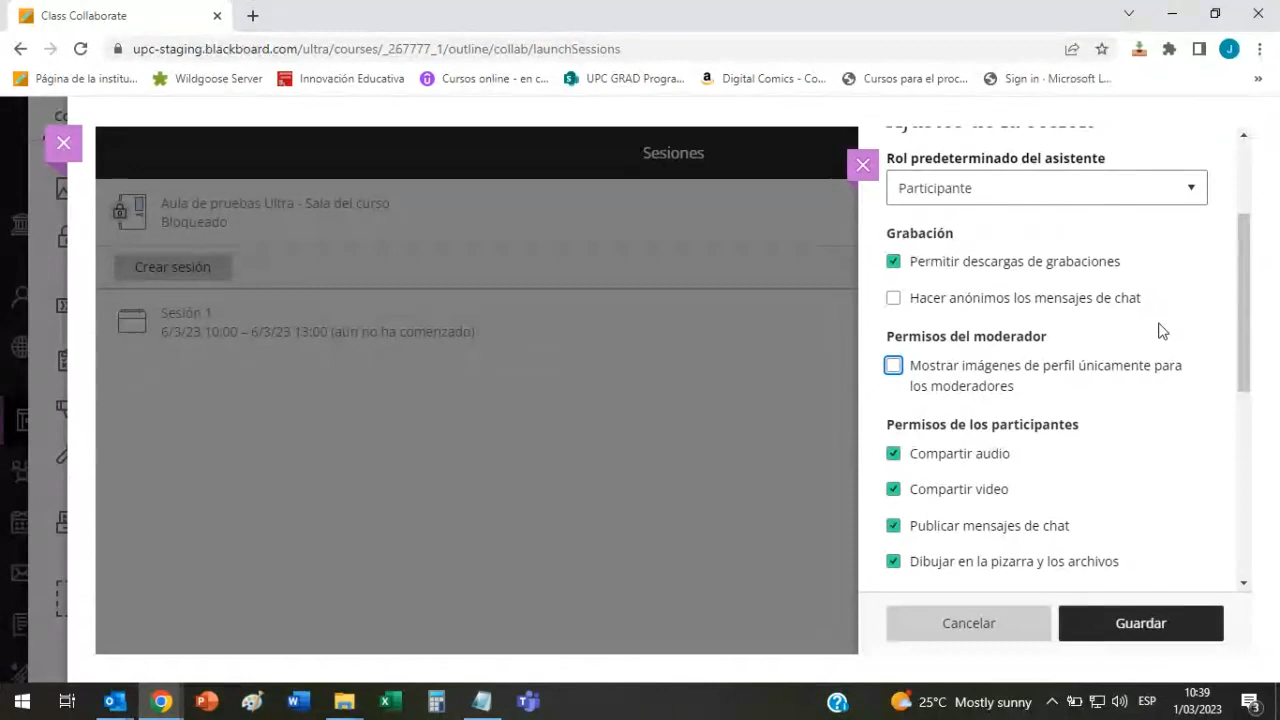 Class Collaborate
upc-staging.blackboard.com/ultra/courses/_267777_1/outline/collab/launchSessions
J
Página de la institu...
Wildgoose Server
Innovación Educativa
Cursos online - en c...
UPC GRAD Progra...
Digital Comics - Co...
Cursos para el proc...
Sign in · Microsoft L...
»
Co
Sesiones
Aula de pruebas Ultra - Sala del curso
Bloqueado
Crear sesión
Sesión 1
6/3/23 10:00 – 6/3/23 13:00 (aún no ha comenzado)
Rol predeterminado del asistente
Participante
Grabación
Permitir descargas de grabaciones
Hacer anónimos los mensajes de chat
Permisos del moderador
Mostrar imágenes de perfil únicamente para
los moderadores
Permisos de los participantes
Compartir audio
Compartir video
Publicar mensajes de chat
Dibujar en la pizarra y los archivos
Cancelar
Guardar
25°C Mostly sunny
ESP
10:39
1/03/2023
3